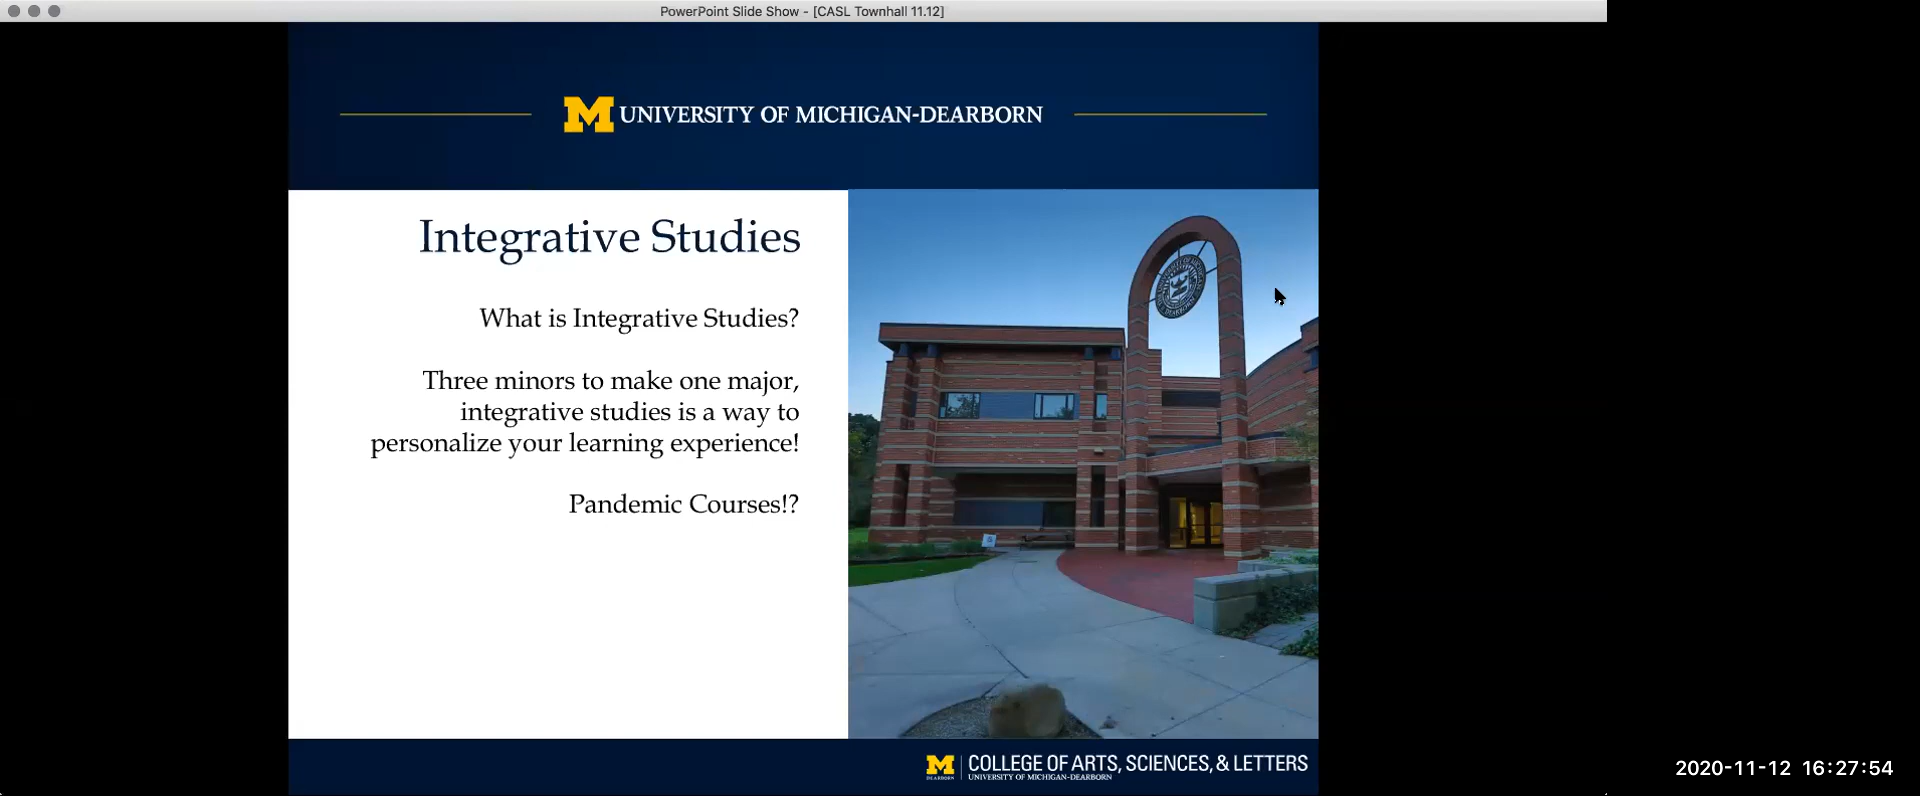 PowerPoint Slide Show - [CASL Townhall 11.12]
M UNIVERSITY OF MICHIGAN-DEARBORN
Integrative Studies
What is Integrative Studies?
Three minors to make one major,
integrative studies is a way to
personalize your learning experience!
Pandemic Courses!?
M COLLEGE OF ARTS, SCIENCES, & LETTERS
DEARBORN UNIVERSITY OF MICHIGAN-DEARBORN
2020-11-12 16:27:54